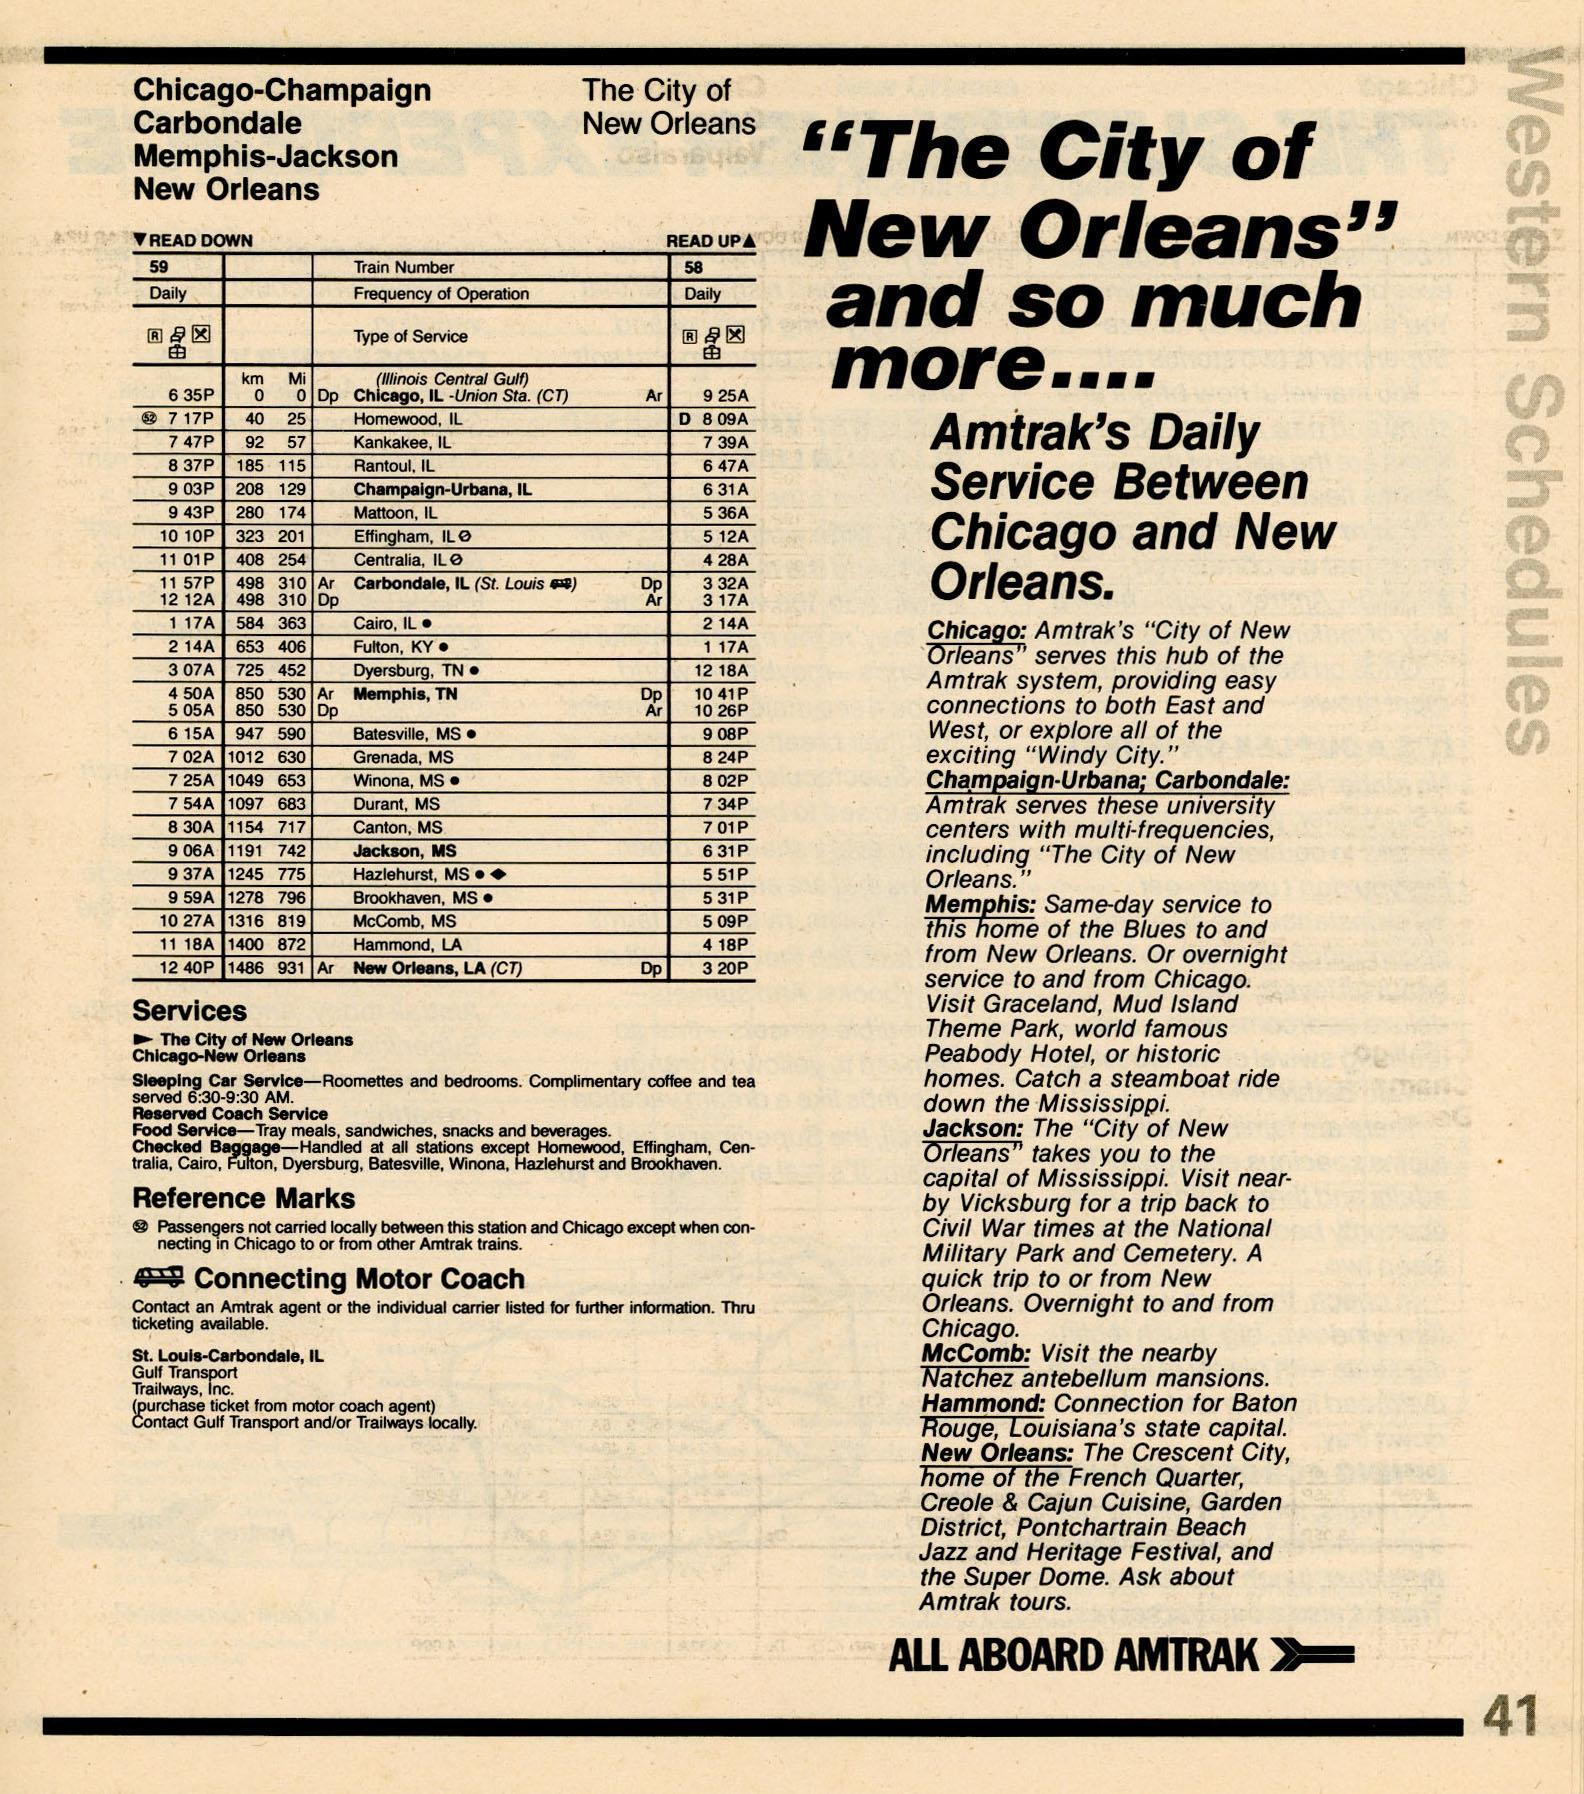 Chicago-Champaign
Carbondale
Memphis-Jackson
New Orleans
The City of
New Orleans
▼READ DOWN READ UP▲
59 Train Number 58
Daily Frequency of Operation Daily
R Type of Service R
km Mi (Illinois Central Gulf)
6 35P 0 0 Dp Chicago, IL -Union Sta. (CT) Ar 9 25A
52 7 17P 40 25 Homewood, IL D 8 09A
7 47P 92 57 Kankakee, IL 7 39A
8 37P 185 115 Rantoul, IL 6 47A
9 03P 208 129 Champaign-Urbana, IL 6 31A
9 43P 280 174 Mattoon, IL 5 36A
10 10P 323 201 Effingham, IL⊘ 5 12A
11 01P 408 254 Centralia, IL⊘ 4 28A
11 57P 498 310 Ar Carbondale, IL (St. Louis ) Dp 3 32A
12 12A 498 310 Dp Ar 3 17A
1 17A 584 363 Cairo, IL ● 2 14A
2 14A 653 406 Fulton, KY ● 1 17A
3 07A 725 452 Dyersburg, TN ● 12 18A
4 50A 850 530 Ar Memphis, TN Dp 10 41P
5 05A 850 530 Dp Ar 10 26P
6 15A 947 590 Batesville, MS ● 9 08P
7 02A 1012 630 Grenada, MS 8 24P
7 25A 1049 653 Winona, MS ● 8 02P
7 54A 1097 683 Durant, MS 7 34P
8 30A 1154 717 Canton, MS 7 01P
9 06A 1191 742 Jackson, MS 6 31P
9 37A 1245 775 Hazlehurst, MS ● ◆ 5 51P
9 59A 1278 796 Brookhaven, MS ● 5 31P
10 27A 1316 819 McComb, MS 5 09P
11 18A 1400 872 Hammond, LA 4 18P
12 40P 1486 931 Ar New Orleans, LA (CT) Dp 3 20P
Services
► The City of New Orleans
Chicago-New Orleans
Sleeping Car Service—Roomettes and bedrooms. Complimentary coffee and tea
served 6:30-9:30 AM.
Reserved Coach Service
Food Service—Tray meals, sandwiches, snacks and beverages.
Checked Baggage—Handled at all stations except Homewood, Effingham, Cen-
tralia, Cairo, Fulton, Dyersburg, Batesville, Winona, Hazlehurst and Brookhaven.
Reference Marks
52 Passengers not carried locally between this station and Chicago except when con-
necting in Chicago to or from other Amtrak trains.
Connecting Motor Coach
Contact an Amtrak agent or the individual carrier listed for further information. Thru
ticketing available.
St. Louis-Carbondale, IL
Gulf Transport
Trailways, Inc.
(purchase ticket from motor coach agent)
Contact Gulf Transport and/or Trailways locally.
“The City of
New Orleans”
and so much
more....
Amtrak's Daily
Service Between
Chicago and New
Orleans.
Chicago: Amtrak's "City of New
Orleans" serves this hub of the
Amtrak system, providing easy
connections to both East and
West, or explore all of the
exciting "Windy City."
Champaign-Urbana; Carbondale:
Amtrak serves these university
centers with multi-frequencies,
including "The City of New
Orleans."
Memphis: Same-day service to
this home of the Blues to and
from New Orleans. Or overnight
service to and from Chicago.
Visit Graceland, Mud Island
Theme Park, world famous
Peabody Hotel, or historic
homes. Catch a steamboat ride
down the Mississippi.
Jackson: The "City of New
Orleans" takes you to the
capital of Mississippi. Visit near-
by Vicksburg for a trip back to
Civil War times at the National
Military Park and Cemetery. A
quick trip to or from New
Orleans. Overnight to and from
Chicago.
McComb: Visit the nearby
Natchez antebellum mansions.
Hammond: Connection for Baton
Rouge, Louisiana's state capital.
New Orleans: The Crescent City,
home of the French Quarter,
Creole & Cajun Cuisine, Garden
District, Pontchartrain Beach
Jazz and Heritage Festival, and
the Super Dome. Ask about
Amtrak tours.
ALL ABOARD AMTRAK
Western Schedules
41